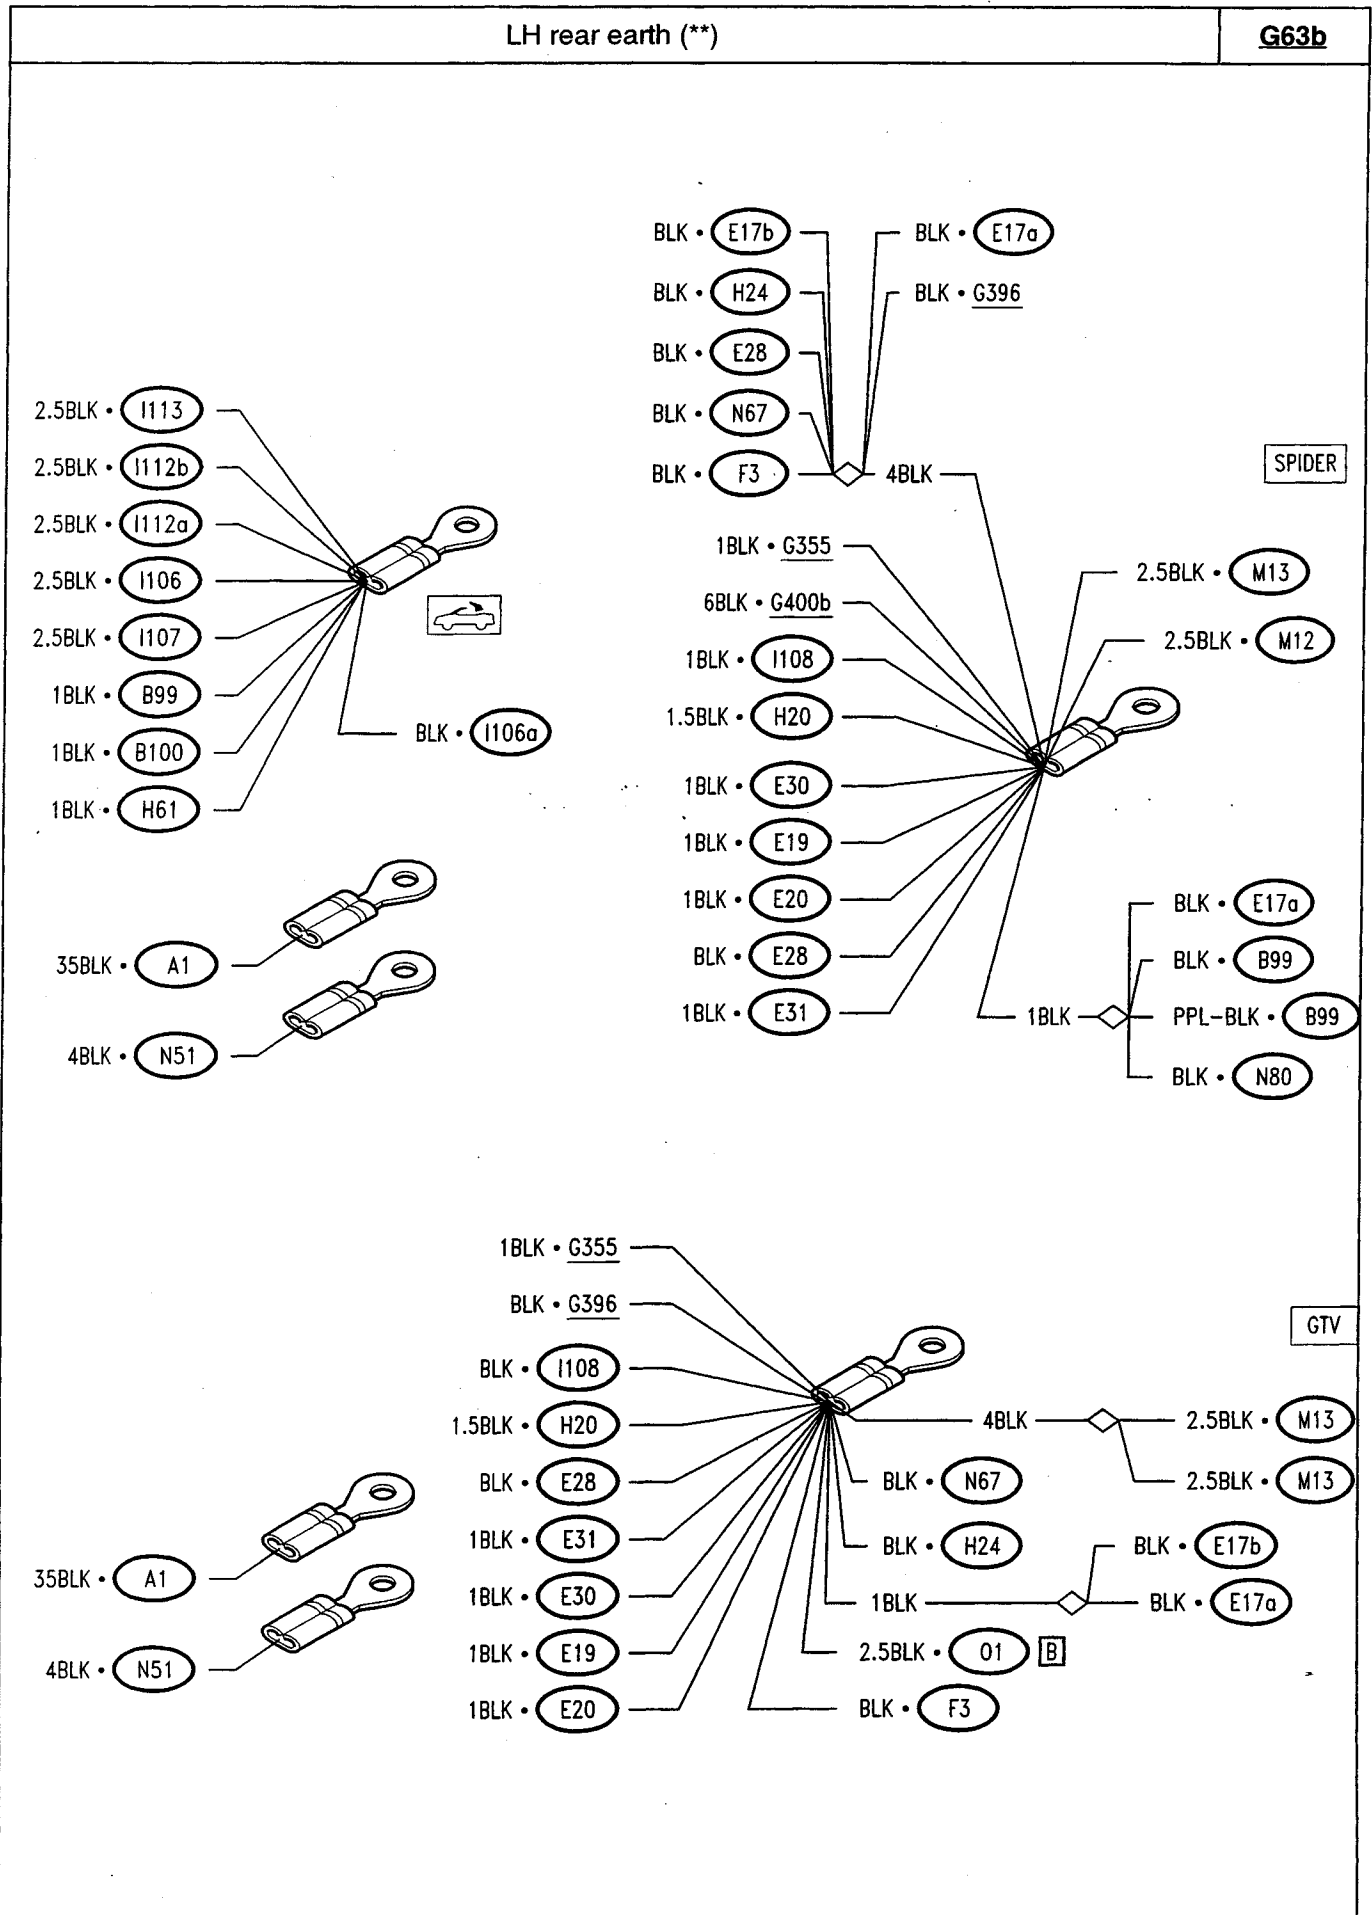 LH rear earth (**)
G63b
BLK • E17b
BLK • E17a
BLK • H24
BLK • G396
BLK • E28
BLK • N67
BLK • F3
4BLK
SPIDER
2.5BLK • I113
2.5BLK • I112b
2.5BLK • I112a
2.5BLK • I106
2.5BLK • I107
1BLK • B99
1BLK • B100
1BLK • H61
BLK • I106a
35BLK • A1
4BLK • N51
1BLK • G355
6BLK • G400b
1BLK • I108
1.5BLK • H20
1BLK • E30
1BLK • E19
1BLK • E20
BLK • E28
1BLK • E31
2.5BLK • M13
2.5BLK • M12
1BLK
BLK • E17a
BLK • B99
PPL-BLK • B99
BLK • N80
GTV
1BLK • G355
BLK • G396
BLK • I108
1.5BLK • H20
BLK • E28
1BLK • E31
1BLK • E30
1BLK • E19
1BLK • E20
4BLK
2.5BLK • M13
2.5BLK • M13
BLK • N67
BLK • H24
1BLK
BLK • E17b
BLK • E17a
2.5BLK • O1 B
BLK • F3
35BLK • A1
4BLK • N51